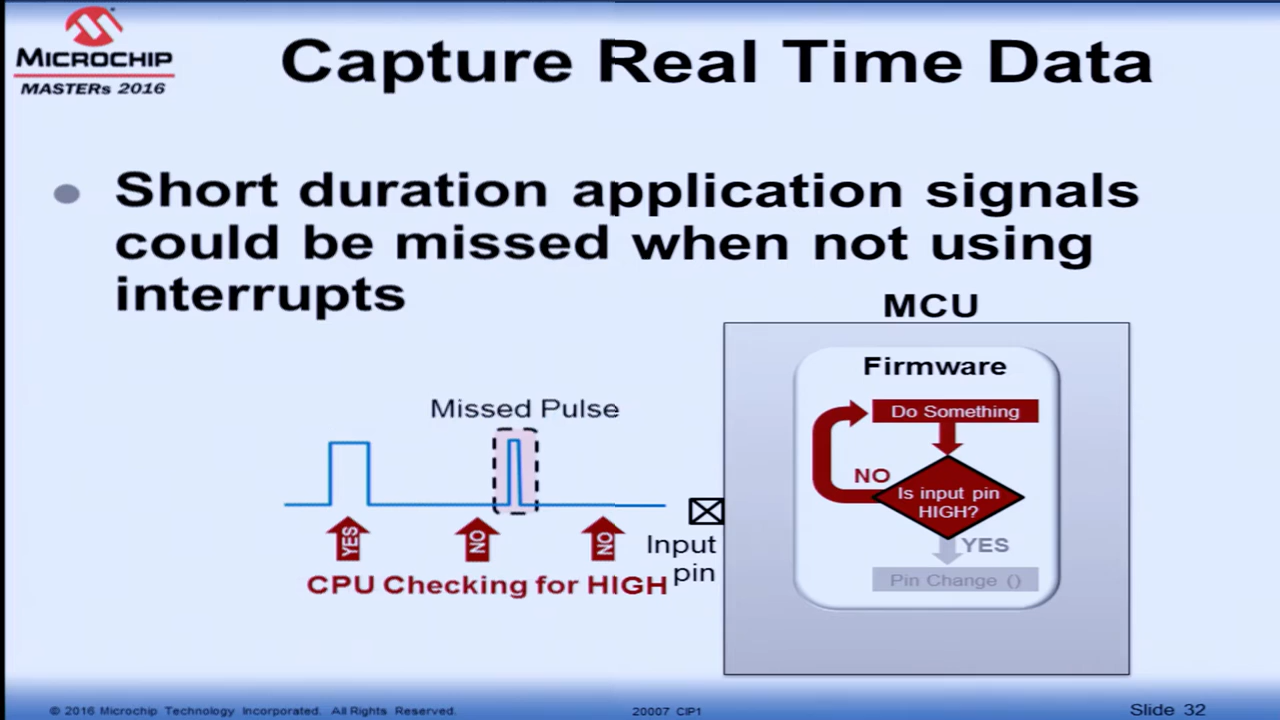 MICROCHIP
MASTERs 2016
Capture Real Time Data
Short duration application signals
could be missed when not using
interrupts
MCU
Firmware
Do Something
NO
Is input pin
HIGH?
YES
Pin Change ()
Missed Pulse
YES
NO
NO
CPU Checking for HIGH
Input
pin
© 2016 Microchip Technology Incorporated. All Rights Reserved.
20007 CIP1
Slide 32